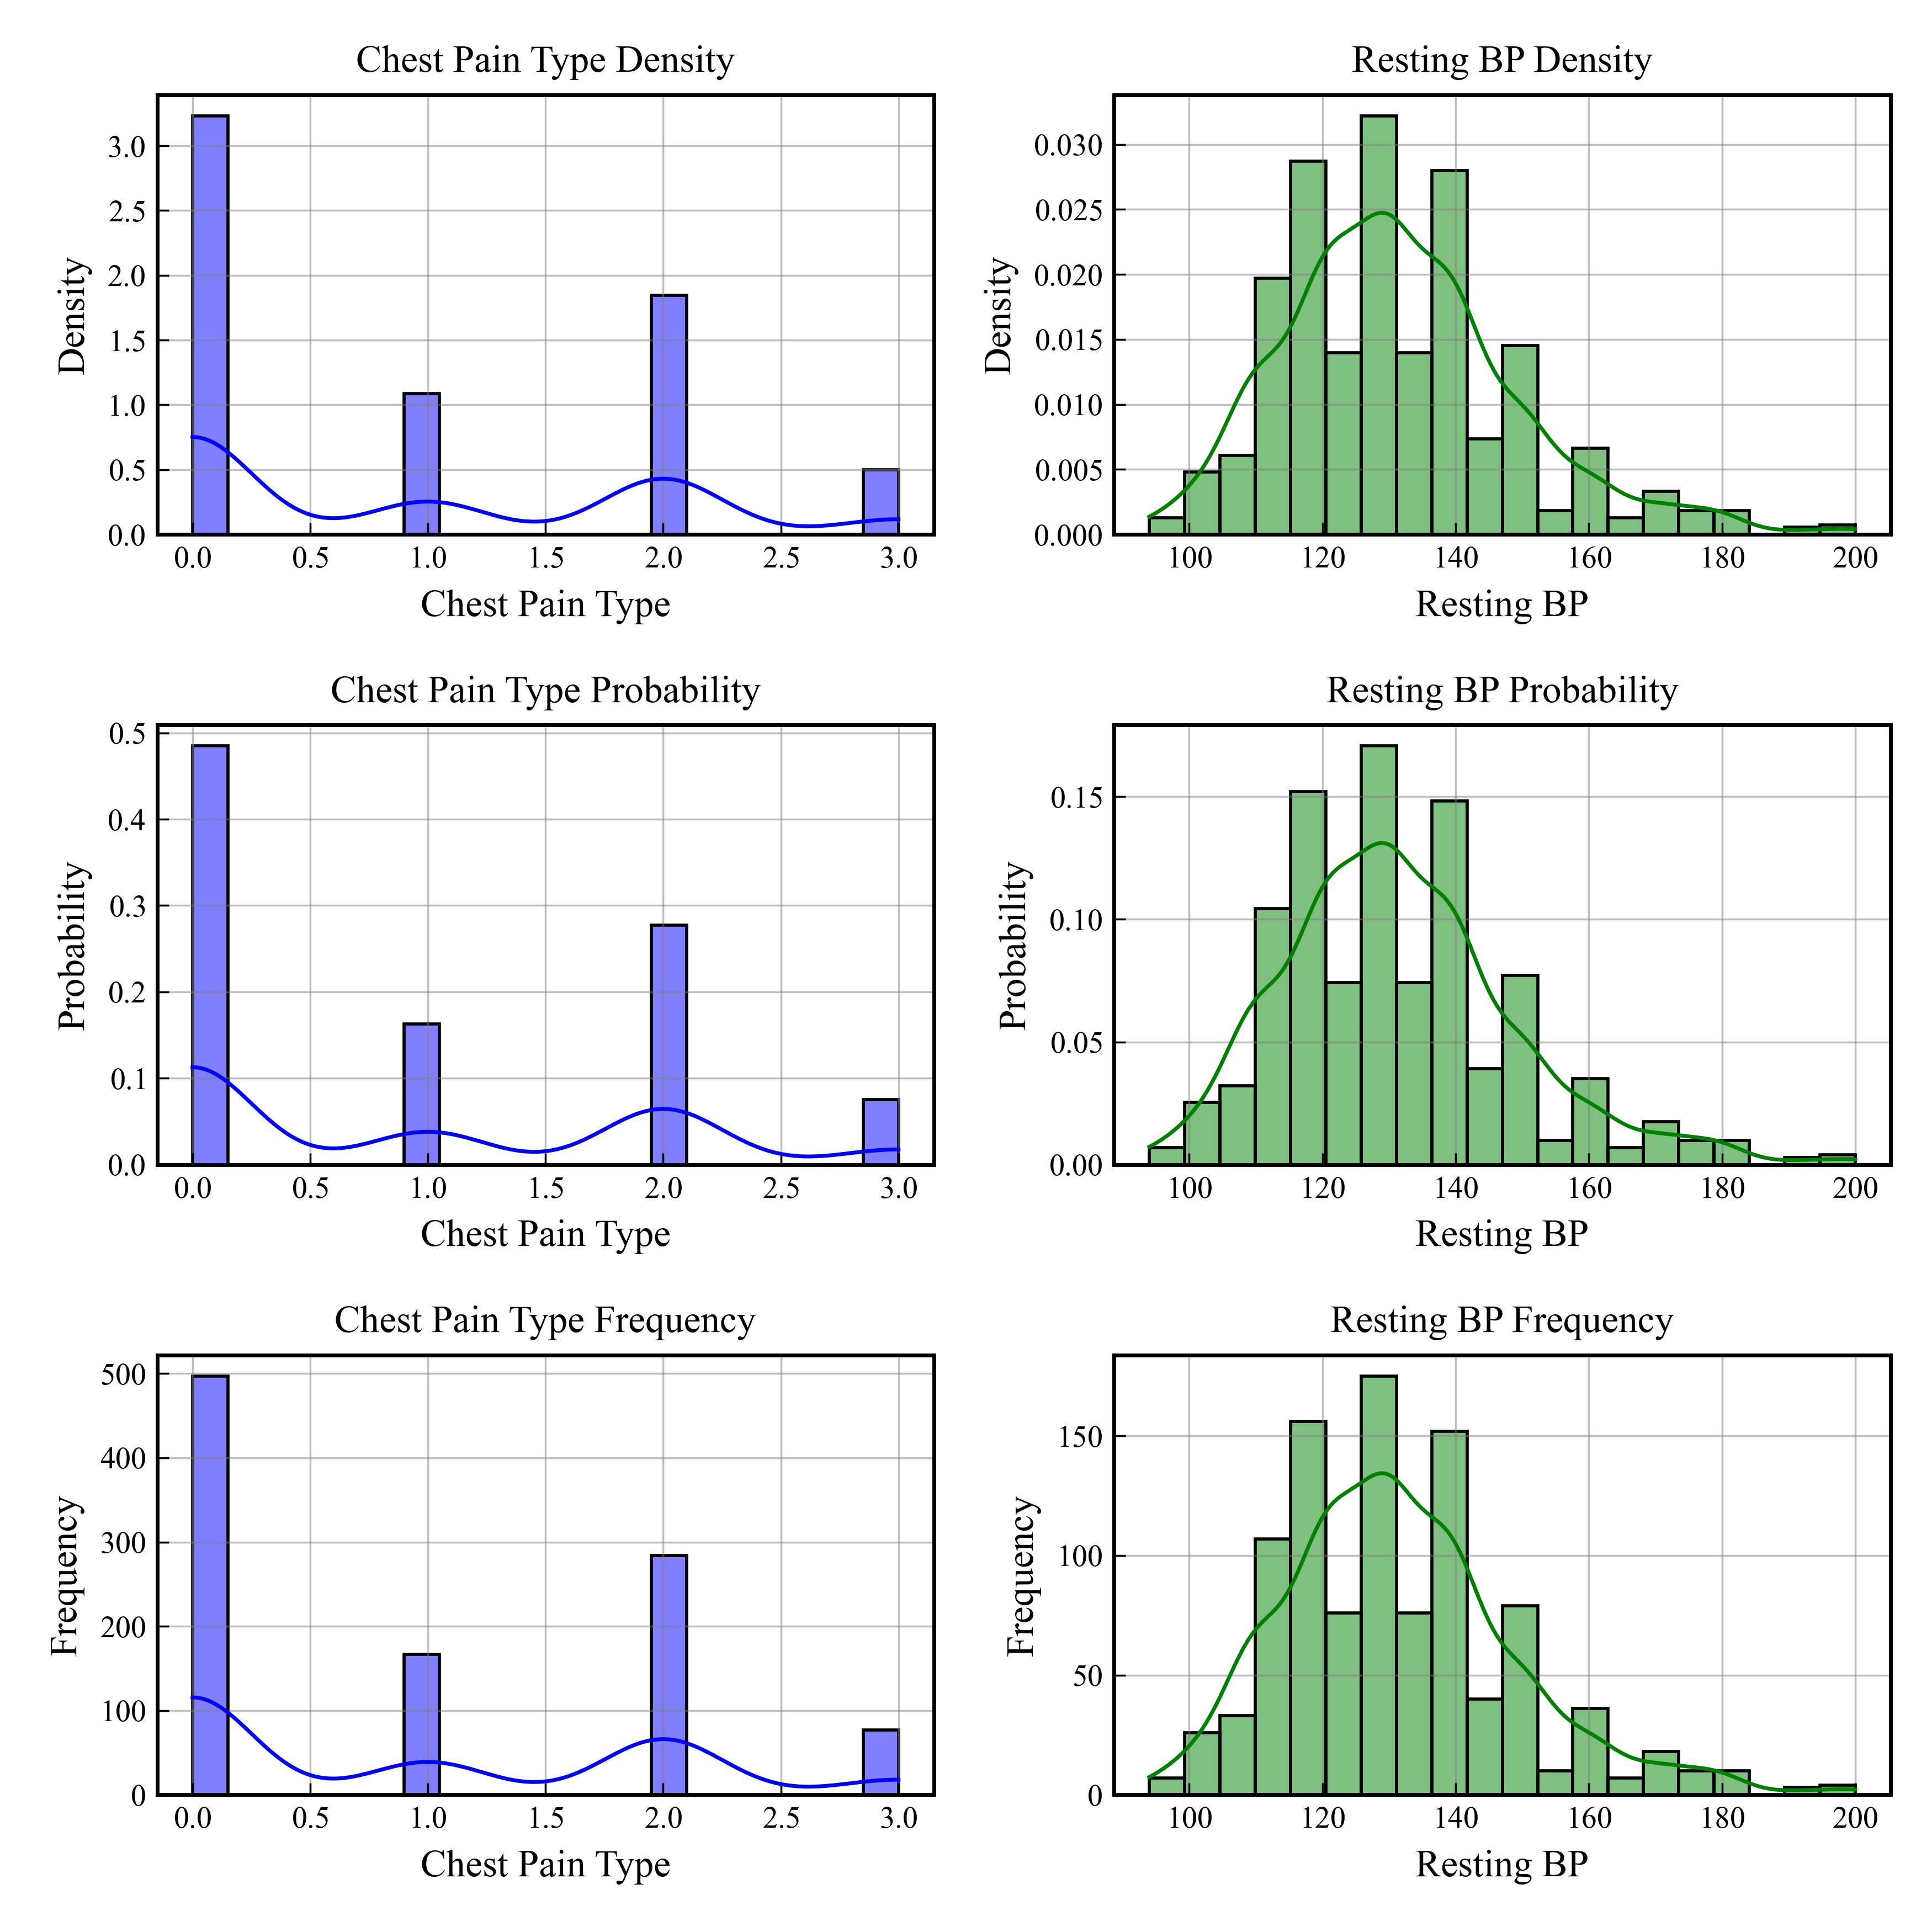 Chest Pain Type Density
Density
3.0
2.5
2.0
1.5
1.0
0.5
0.0
0.0 0.5 1.0 1.5 2.0 2.5 3.0
Chest Pain Type
Resting BP Density
Density
0.030
0.025
0.020
0.015
0.010
0.005
0.000
100 120 140 160 180 200
Resting BP
Chest Pain Type Probability
Probability
0.5
0.4
0.3
0.2
0.1
0.0
0.0 0.5 1.0 1.5 2.0 2.5 3.0
Chest Pain Type
Resting BP Probability
Probability
0.15
0.10
0.05
0.00
100 120 140 160 180 200
Resting BP
Chest Pain Type Frequency
Frequency
500
400
300
200
100
0
0.0 0.5 1.0 1.5 2.0 2.5 3.0
Chest Pain Type
Resting BP Frequency
Frequency
150
100
50
0
100 120 140 160 180 200
Resting BP